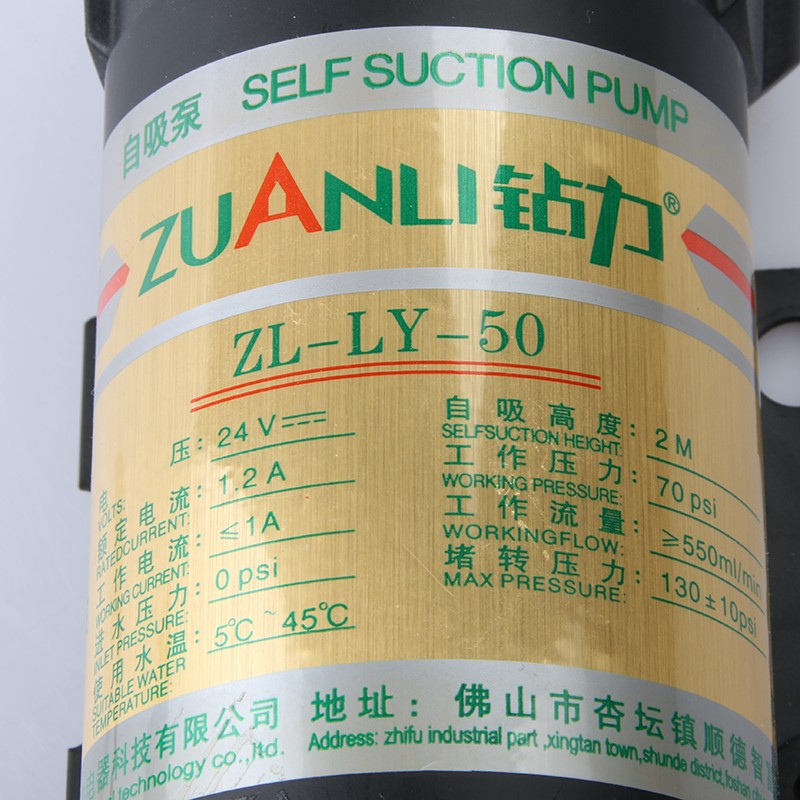 自吸泵 SELF SUCTION PUMP
ZUANLI 钻力®
ZL-LY-50
电 压: 24 V⎓
VOLTS:
额定电流: 1.2 A
RATEDCURRENT:
工作电流: ≤1A
WORKING CURRENT:
进水压力: 0 psi
INLET PRESSURE:
使用水温: 5℃ ~ 45℃
SUITABLE WATER
TEMPERATURE:
自吸高度: 2 M
SELFSUCTION HEIGHT:
工作压力: 70 psi
WORKING PRESSURE:
工作流量: ≥550ml/min
WORKINGFLOW:
堵转压力: 130±10psi
MAX PRESSURE:
电器科技有限公司 地址: 佛山市杏坛镇顺德智
technology co.,ltd. Address: zhifu industrial part ,xingtan town,shunde district,foshan